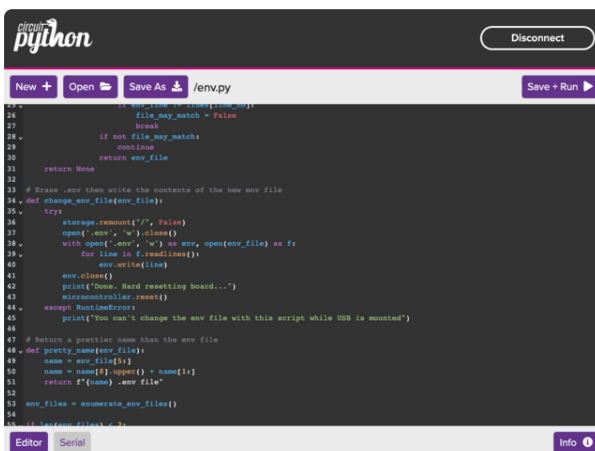 circuit
python
Disconnect
New +
Open
Save As
/env.py
Save + Run
25 if env_line != lines[line_no]:
26 file_may_match = False
27 break
28 if not file_may_match:
29 continue
30 return env_file
31 return None
32
33 # Erase .env then write the contents of the new env file
34 def change_env_file(env_file):
35 try:
36 storage.remount("/", False)
37 open('.env', 'w').close()
38 with open('.env', 'w') as env, open(env_file) as f:
39 for line in f.readlines():
40 env.write(line)
41 env.close()
42 print("Done. Hard resetting board...")
43 microcontroller.reset()
44 except RuntimeError:
45 print("You can't change the env file with this script while USB is mounted")
46
47 # Return a prettier name than the env file
48 def pretty_name(env_file):
49 name = env_file[5:]
50 name = name[0].upper() + name[1:]
51 return f"{name} .env file"
52
53 env_files = enumerate_env_files()
54
55 if len(env_files) < 2:
Editor
Serial
Info